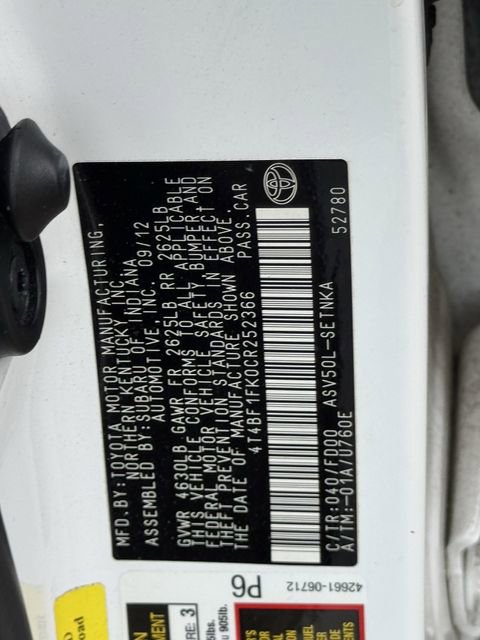 MFD. BY: TOYOTA MOTOR MANUFACTURING,
NORTHERN KENTUCKY, INC.
ASSEMBLED BY: SUBARU OF INDIANA
AUTOMOTIVE, INC. 09/12
GVWR 4630LB GAWR FR 2625LB RR 2625LB
THIS VEHICLE CONFORMS TO ALL APPLICABLE
FEDERAL MOTOR VEHICLE SAFETY, BUMPER AND
THEFT PREVENTION STANDARDS IN EFFECT ON
THE DATE OF MANUFACTURE SHOWN ABOVE.
4T4BF1FK0CR252366 PASS. CAR
C/TR: 040/FD00 ASV50L-SETNKA
A/TM: -01A/U760E 52780
P6
42661-06712
RE: 3